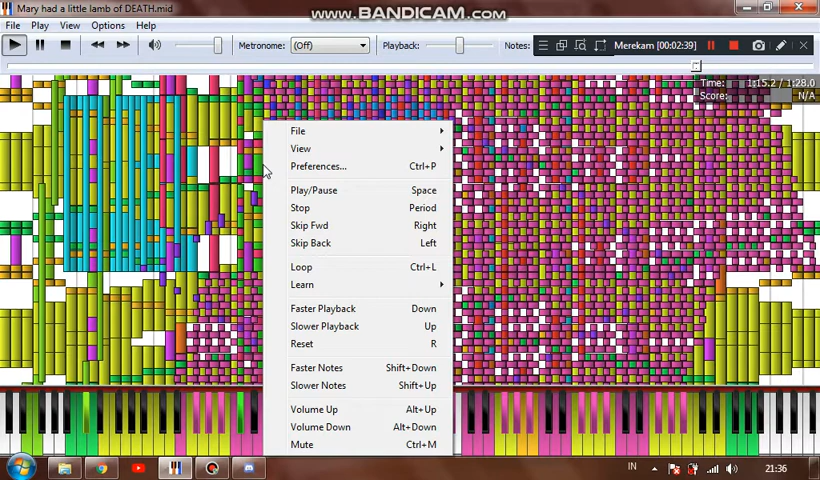 Mary had a little lamb of DEATH.mid
www.BANDICAM.com
File Play View Options Help
Metronome: (Off) Playback: Notes: Merekam [00:02:39]
Time: 1:15.2 / 1:28.0
Score: N/A
File
View
Preferences... Ctrl+P
Play/Pause Space
Stop Period
Skip Fwd Right
Skip Back Left
Loop Ctrl+L
Learn
Faster Playback Down
Slower Playback Up
Reset R
Faster Notes Shift+Down
Slower Notes Shift+Up
Volume Up Alt+Up
Volume Down Alt+Down
Mute Ctrl+M
IN 21:36